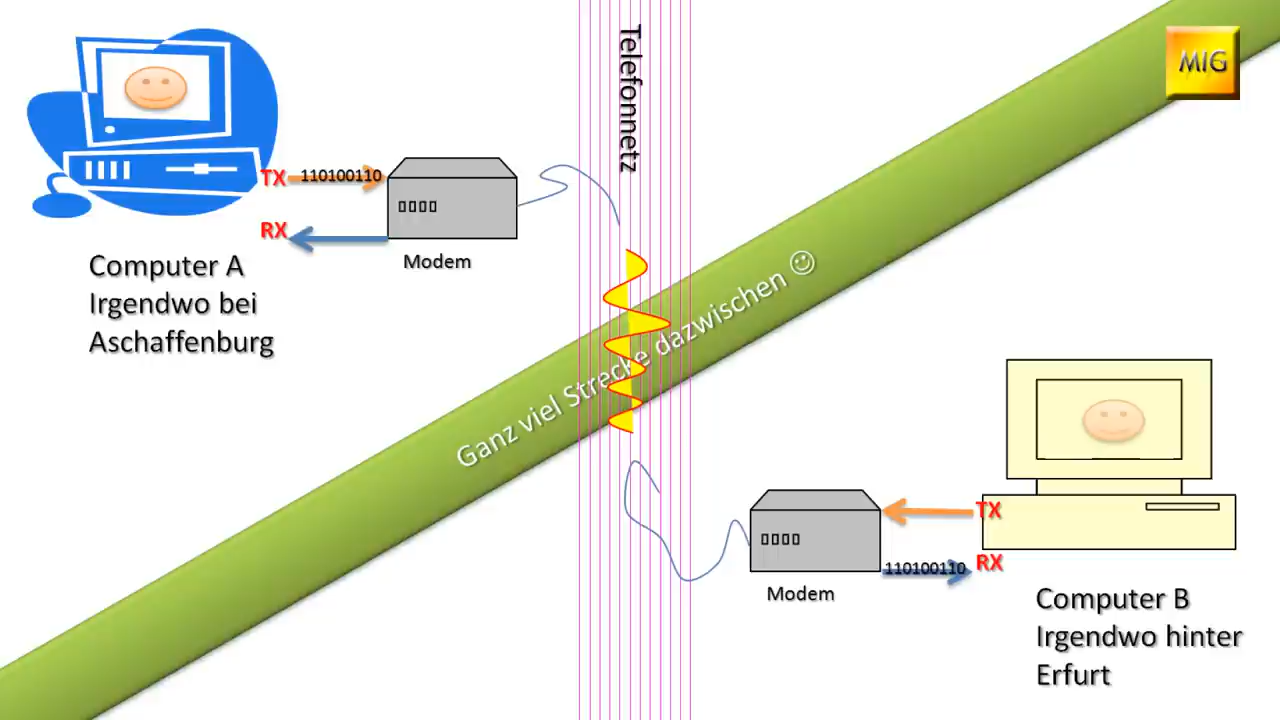 Telefonnetz
MIG
TX
110100110
RX
Modem
Computer A
Irgendwo bei
Aschaffenburg
Ganz viel Strecke dazwischen ☺
TX
110100110
RX
Modem
Computer B
Irgendwo hinter
Erfurt